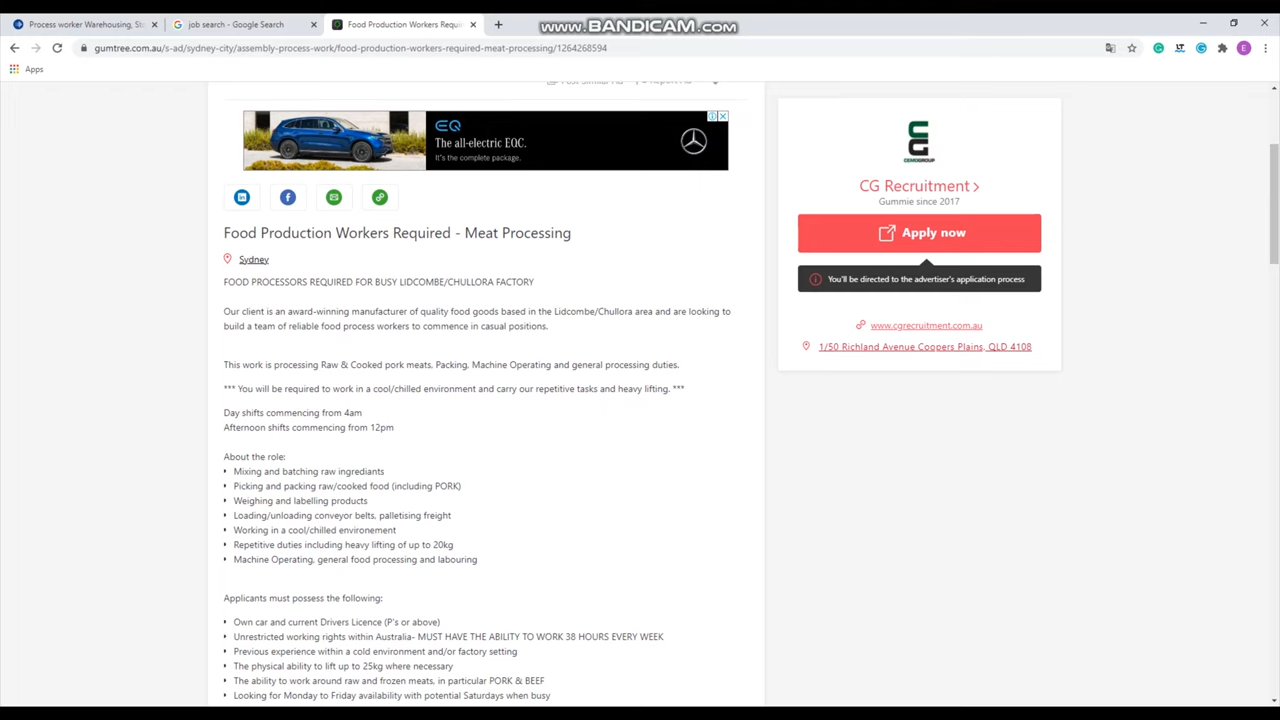 www.BANDICAM.com
Process worker Warehousing, Sta
job search - Google Search
Food Production Workers Requi
gumtree.com.au/s-ad/sydney-city/assembly-process-work/food-production-workers-required-meat-processing/1264268594
E
Apps
EQ
The all-electric EQC.
It's the complete package.
Food Production Workers Required - Meat Processing
Sydney
FOOD PROCESSORS REQUIRED FOR BUSY LIDCOMBE/CHULLORA FACTORY
Our client is an award-winning manufacturer of quality food goods based in the Lidcombe/Chullora area and are looking to
build a team of reliable food process workers to commence in casual positions.
This work is processing Raw & Cooked pork meats, Packing, Machine Operating and general processing duties.
*** You will be required to work in a cool/chilled environment and carry our repetitive tasks and heavy lifting. ***
Day shifts commencing from 4am
Afternoon shifts commencing from 12pm
About the role:
• Mixing and batching raw ingrediants
• Picking and packing raw/cooked food (including PORK)
• Weighing and labelling products
• Loading/unloading conveyor belts, palletising freight
• Working in a cool/chilled environement
• Repetitive duties including heavy lifting of up to 20kg
• Machine Operating, general food processing and labouring
Applicants must possess the following:
• Own car and current Drivers Licence (P's or above)
• Unrestricted working rights within Australia- MUST HAVE THE ABILITY TO WORK 38 HOURS EVERY WEEK
• Previous experience within a cold environment and/or factory setting
• The physical ability to lift up to 25kg where necessary
• The ability to work around raw and frozen meats, in particular PORK & BEEF
• Looking for Monday to Friday availability with potential Saturdays when busy
CG
CEMOGROUP
CG Recruitment >
Gummie since 2017
Apply now
You'll be directed to the advertiser's application process
www.cgrecruitment.com.au
1/50 Richland Avenue Coopers Plains, QLD 4108